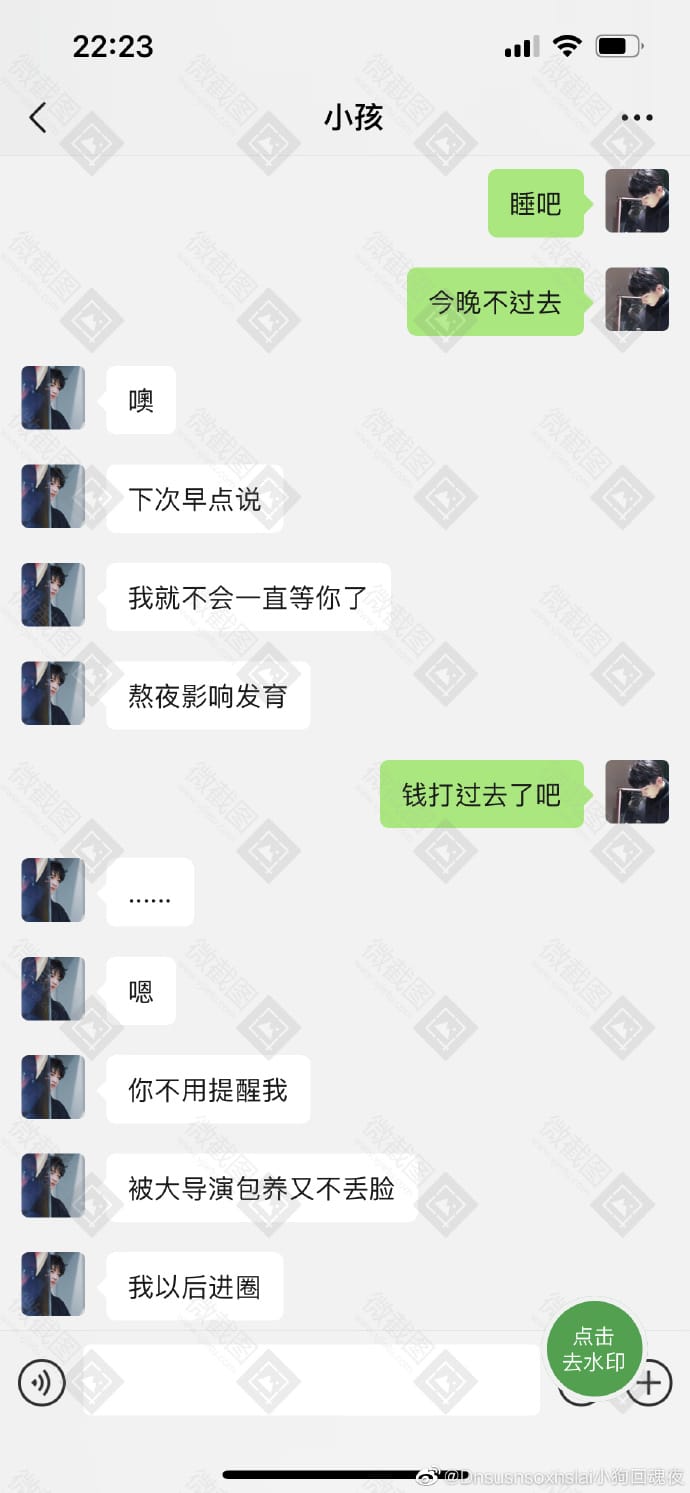 22:23
小孩
睡吧
今晚不过去
噢
下次早点说
我就不会一直等你了
熬夜影响发育
钱打过去了吧
……
嗯
你不用提醒我
被大导演包养又不丢脸
我以后进圈
点击
去水印
微截图
@Dnsusnsoxnslai小狗回魂夜